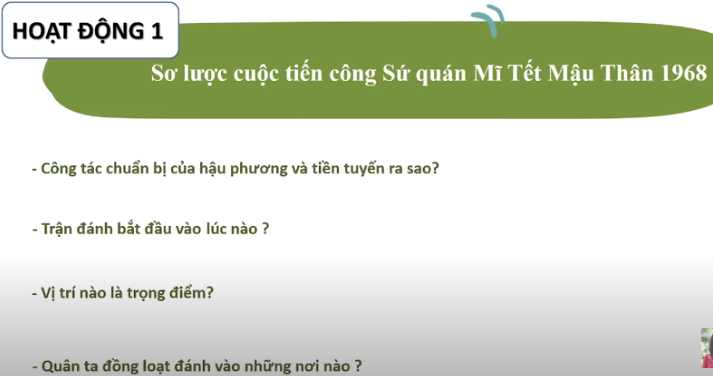 HOẠT ĐỘNG 1
Sơ lược cuộc tiến công Sứ quán Mĩ Tết Mậu Thân 1968
- Công tác chuẩn bị của hậu phương và tiền tuyến ra sao?
- Trận đánh bắt đầu vào lúc nào ?
- Vị trí nào là trọng điểm?
- Quân ta đồng loạt đánh vào những nơi nào ?